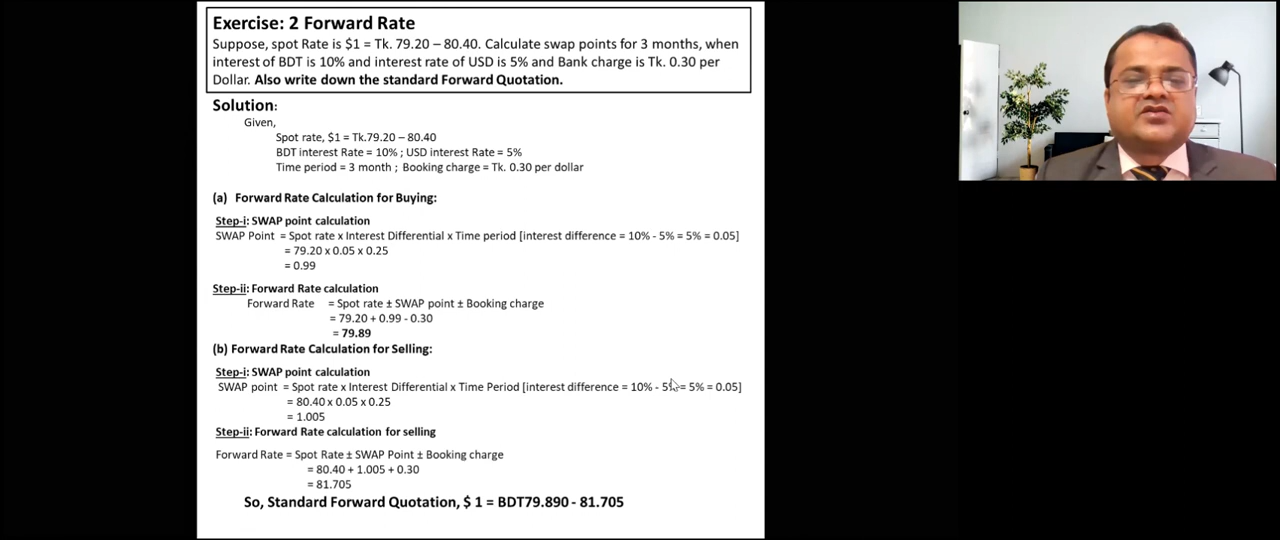 Exercise: 2 Forward Rate
Suppose, spot Rate is $1 = Tk. 79.20 – 80.40. Calculate swap points for 3 months, when
interest of BDT is 10% and interest rate of USD is 5% and Bank charge is Tk. 0.30 per
Dollar. Also write down the standard Forward Quotation.
Solution:
Given,
Spot rate, $1 = Tk.79.20 – 80.40
BDT interest Rate = 10% ; USD interest Rate = 5%
Time period = 3 month ; Booking charge = Tk. 0.30 per dollar
(a) Forward Rate Calculation for Buying:
Step-i: SWAP point calculation
SWAP Point = Spot rate x Interest Differential x Time period [interest difference = 10% - 5% = 5% = 0.05]
= 79.20 x 0.05 x 0.25
= 0.99
Step-ii: Forward Rate calculation
Forward Rate = Spot rate ± SWAP point ± Booking charge
= 79.20 + 0.99 - 0.30
= 79.89
(b) Forward Rate Calculation for Selling:
Step-i: SWAP point calculation
SWAP point = Spot rate x Interest Differential x Time Period [interest difference = 10% - 5% = 5% = 0.05]
= 80.40 x 0.05 x 0.25
= 1.005
Step-ii: Forward Rate calculation for selling
Forward Rate = Spot Rate ± SWAP Point ± Booking charge
= 80.40 + 1.005 + 0.30
= 81.705
So, Standard Forward Quotation, $ 1 = BDT79.890 - 81.705